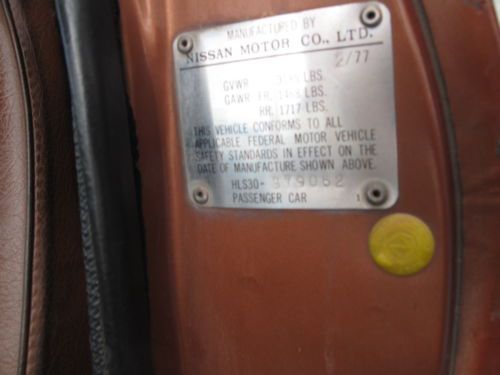 MANUFACTURED BY
NISSAN MOTOR CO., LTD.
2/77
GVWR LBS.
GAWR FR. LBS.
RR. 1717 LBS.
THIS VEHICLE CONFORMS TO ALL
APPLICABLE FEDERAL MOTOR VEHICLE
SAFETY STANDARDS IN EFFECT ON THE
DATE OF MANUFACTURE SHOWN ABOVE.
HLS30-
PASSENGER CAR 1